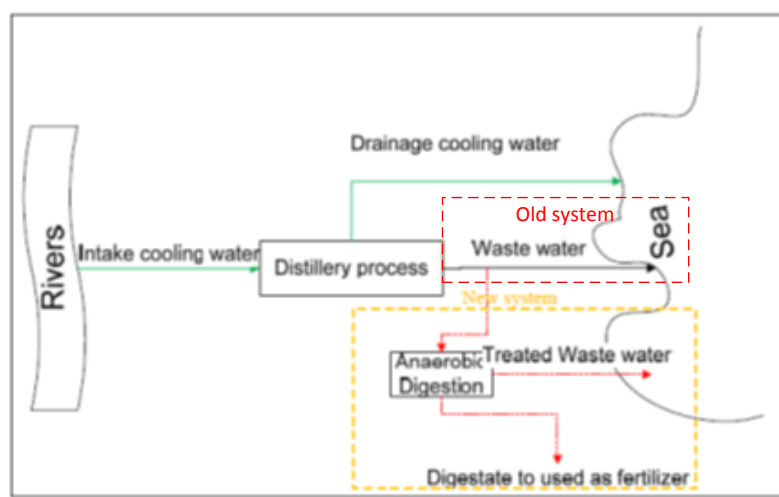 Drainage cooling water
Old system
Rivers
Intake cooling water
Distillery process
Waste water
Sea
New system
Anaerobic
Digestion
Treated Waste water
Digestate to used as fertilizer